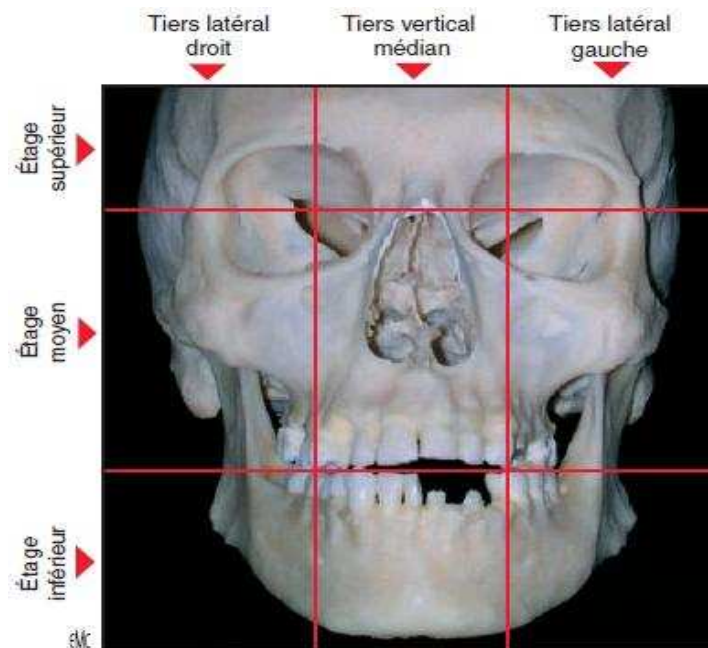 Tiers latéral
droit
Tiers vertical
médian
Tiers latéral
gauche
Étage
supérieur
Étage
moyen
Étage
inférieur
EMC